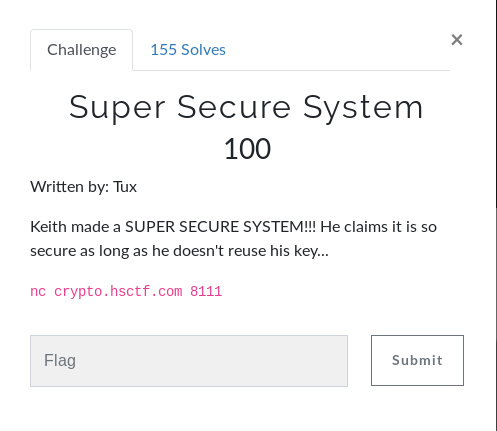 ×
Challenge 155 Solves
Super Secure System
100
Written by: Tux
Keith made a SUPER SECURE SYSTEM!!! He claims it is so
secure as long as he doesn't reuse his key...
nc crypto.hsctf.com 8111
Flag Submit